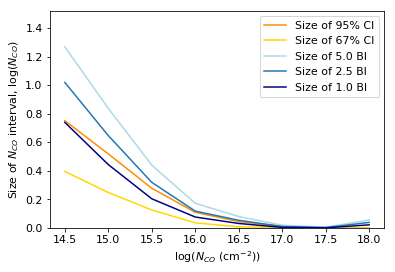 Size of N_CO interval, log(N_CO)
1.4
1.2
1.0
0.8
0.6
0.4
0.2
0.0
Size of 95% CI
Size of 67% CI
Size of 5.0 BI
Size of 2.5 BI
Size of 1.0 BI
14.5 15.0 15.5 16.0 16.5 17.0 17.5 18.0
log(N_CO (cm⁻²))